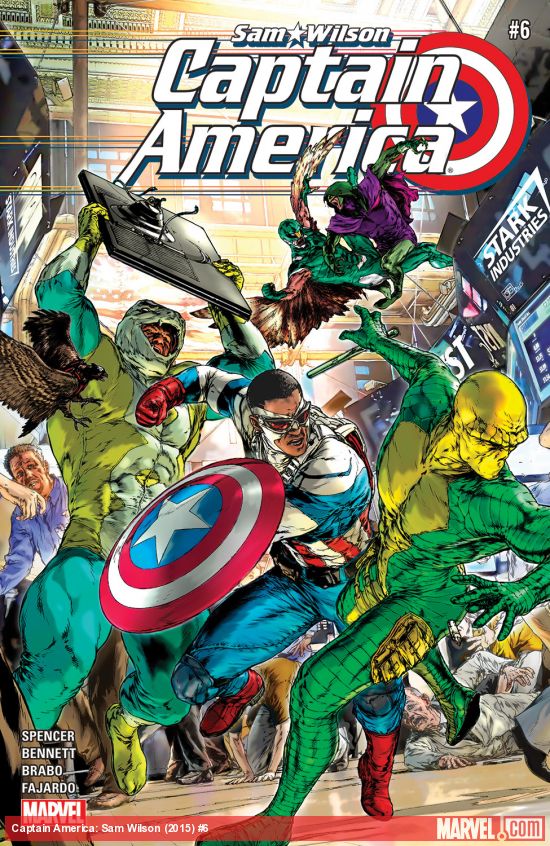 Sam Wilson
#6
Captain
America
STARK
INDUSTRIES
SPENCER
BENNETT
BRABO
FAJARDO
MARVEL
Captain America: Sam Wilson (2015) #6
MARVEL.com